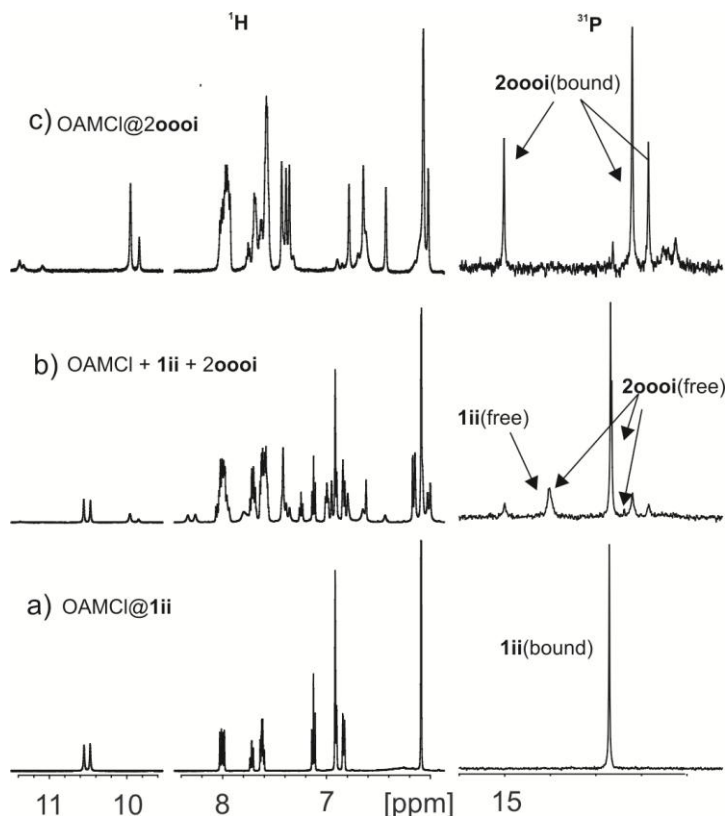 ¹H
³¹P
2oooi(bound)
c) OAMCl@2oooi
b) OAMCl + 1ii + 2oooi
2oooi(free)
1ii(free)
a) OAMCl@1ii
1ii(bound)
11 10 8 7 [ppm] 15